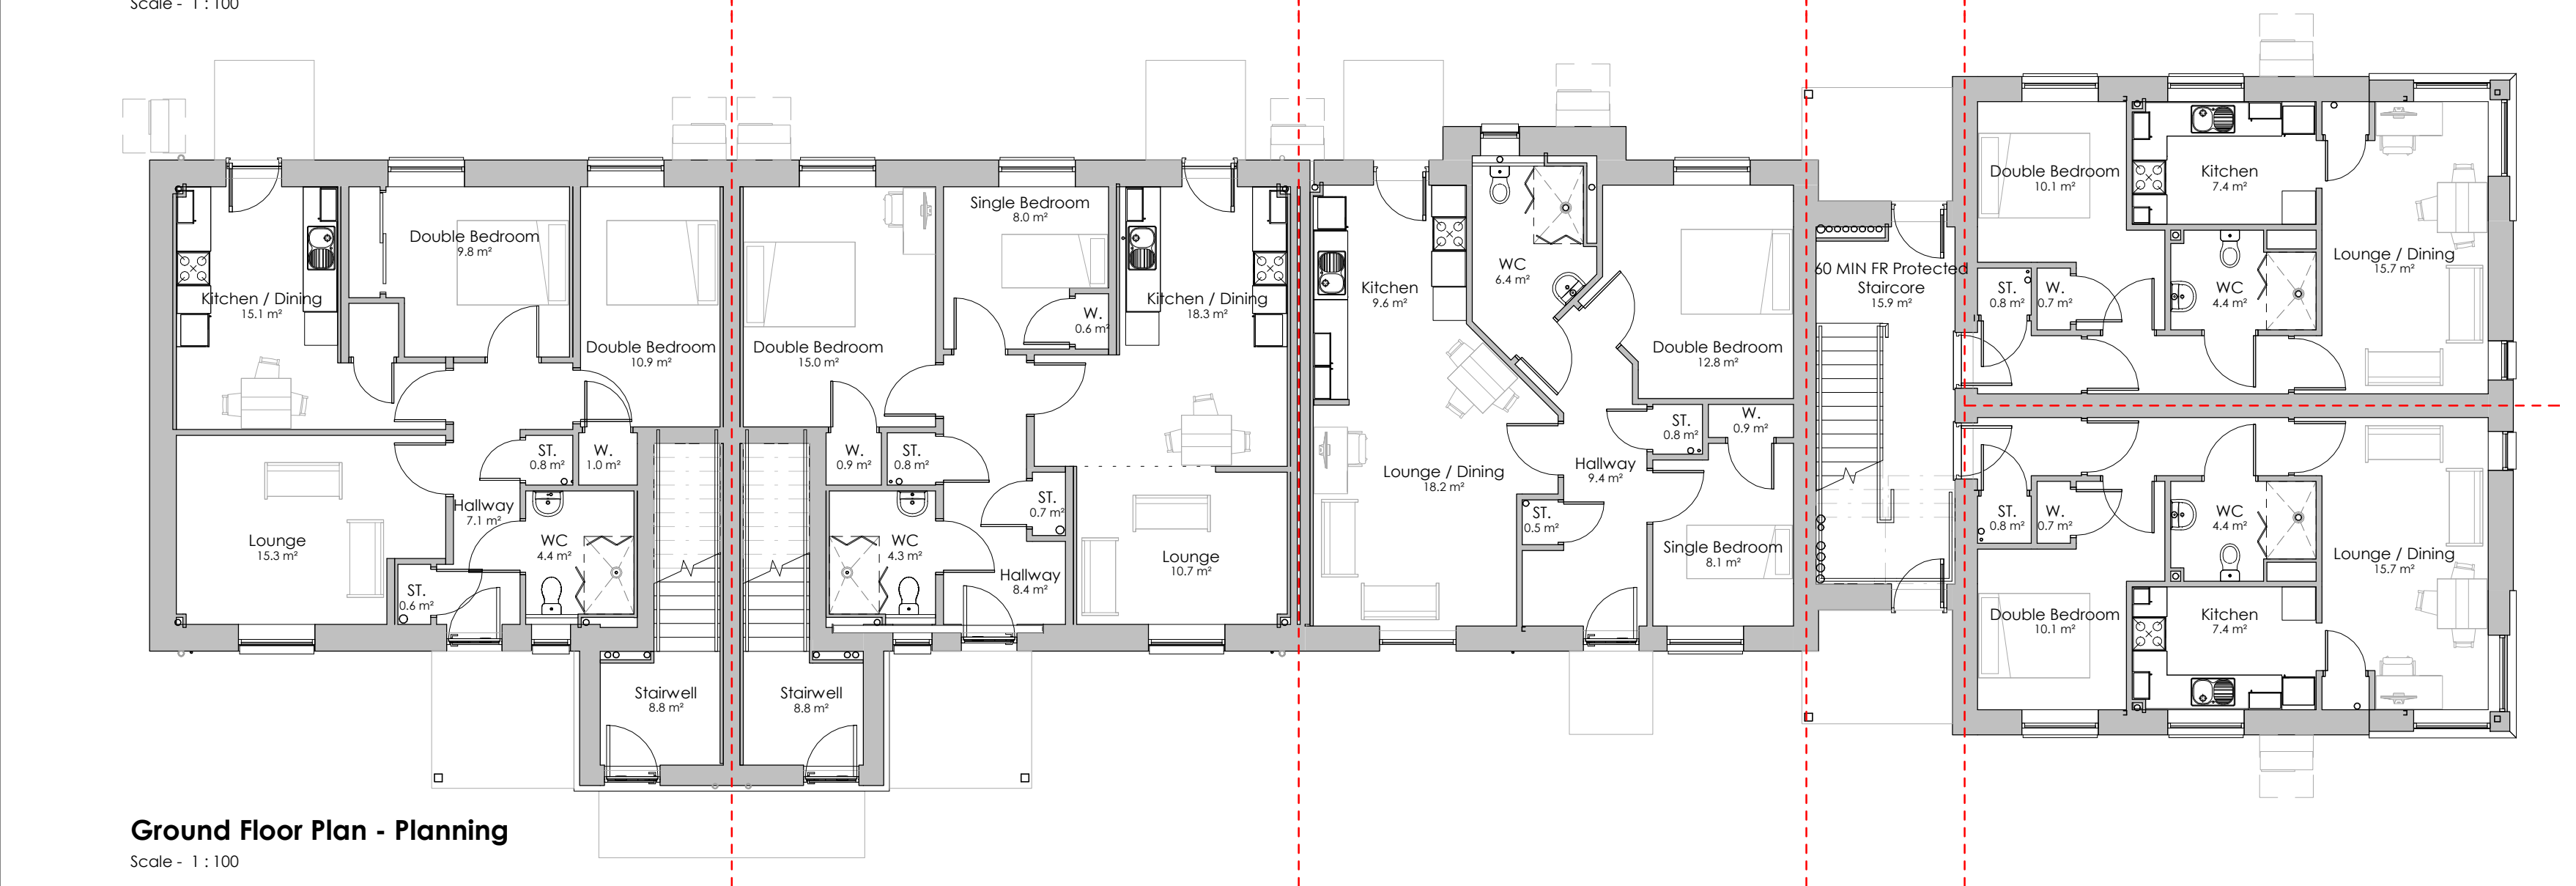 Scale - 1 : 100
Kitchen / Dining
15.1 m²
Double Bedroom
9.8 m²
Double Bedroom
10.9 m²
ST.
0.8 m²
W.
1.0 m²
Hallway
7.1 m²
Lounge
15.3 m²
WC
4.4 m²
ST.
0.6 m²
Stairwell
8.8 m²
Double Bedroom
15.0 m²
Single Bedroom
8.0 m²
W.
0.6 m²
Kitchen / Dining
18.3 m²
W.
0.9 m²
ST.
0.8 m²
ST.
0.7 m²
WC
4.3 m²
Hallway
8.4 m²
Lounge
10.7 m²
Stairwell
8.8 m²
Kitchen
9.6 m²
WC
6.4 m²
Double Bedroom
12.8 m²
ST.
0.8 m²
W.
0.9 m²
Lounge / Dining
18.2 m²
Hallway
9.4 m²
ST.
0.5 m²
Single Bedroom
8.1 m²
60 MIN FR Protected
Staircore
15.9 m²
Double Bedroom
10.1 m²
Kitchen
7.4 m²
Lounge / Dining
15.7 m²
ST.
0.8 m²
W.
0.7 m²
WC
4.4 m²
ST.
0.8 m²
W.
0.7 m²
WC
4.4 m²
Lounge / Dining
15.7 m²
Double Bedroom
10.1 m²
Kitchen
7.4 m²
Ground Floor Plan - Planning
Scale - 1 : 100